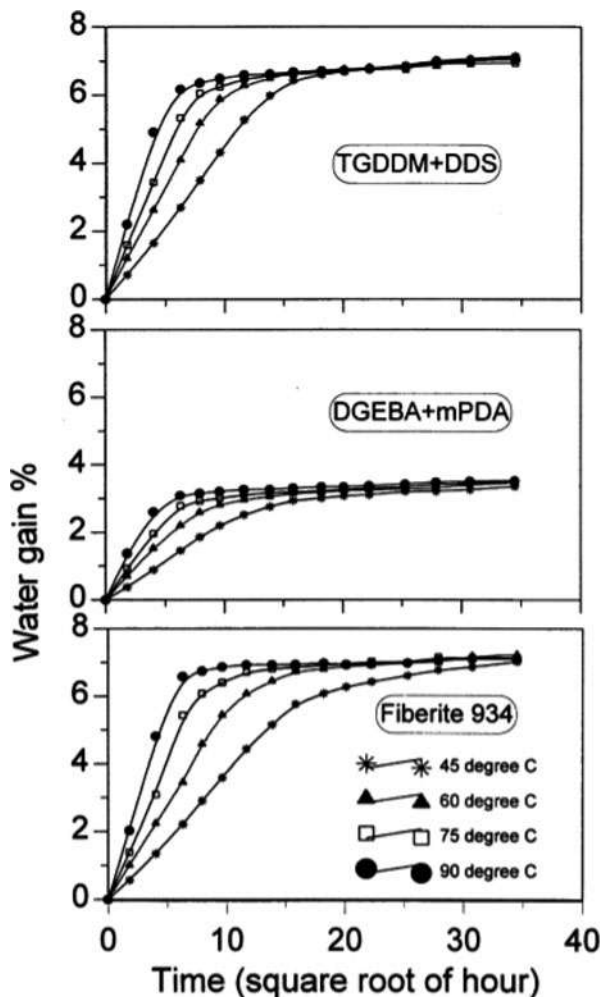 8
6
4
2
0
TGDDM+DDS
8
6
4
2
0
DGEBA+mPDA
8
6
4
2
0
Fiberite 934
45 degree C
60 degree C
75 degree C
90 degree C
0 10 20 30 40
Time (square root of hour)
Water gain %